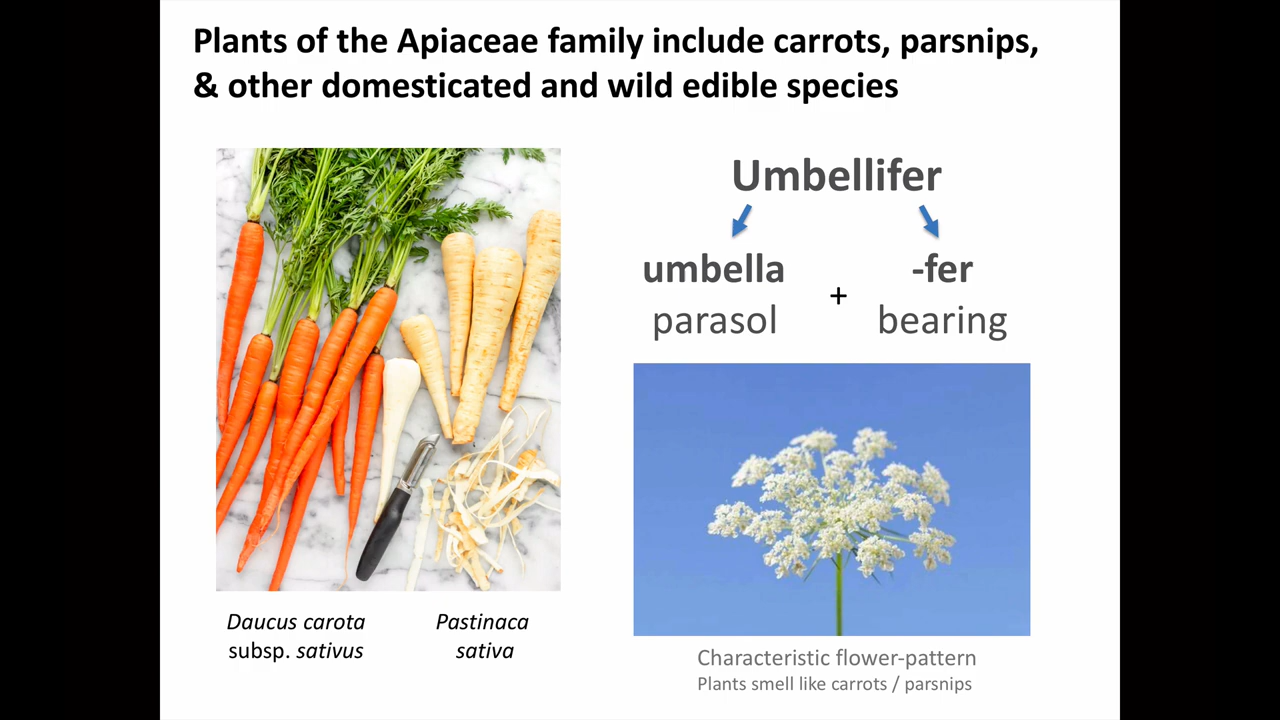 Plants of the Apiaceae family include carrots, parsnips,
& other domesticated and wild edible species
Umbellifer
umbella
parasol
+
-fer
bearing
Daucus carota
subsp. sativus
Pastinaca
sativa
Characteristic flower-pattern
Plants smell like carrots / parsnips